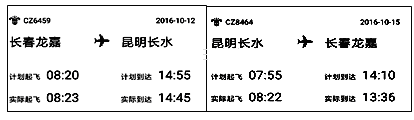 CZ6459 2016-10-12
长春龙嘉 昆明长水
计划起飞 08:20 计划到达 14:55
实际起飞 08:23 实际到达 14:45
CZ8464 2016-10-15
昆明长水 长春龙嘉
计划起飞 07:55 计划到达 14:10
实际起飞 08:22 实际到达 13:36